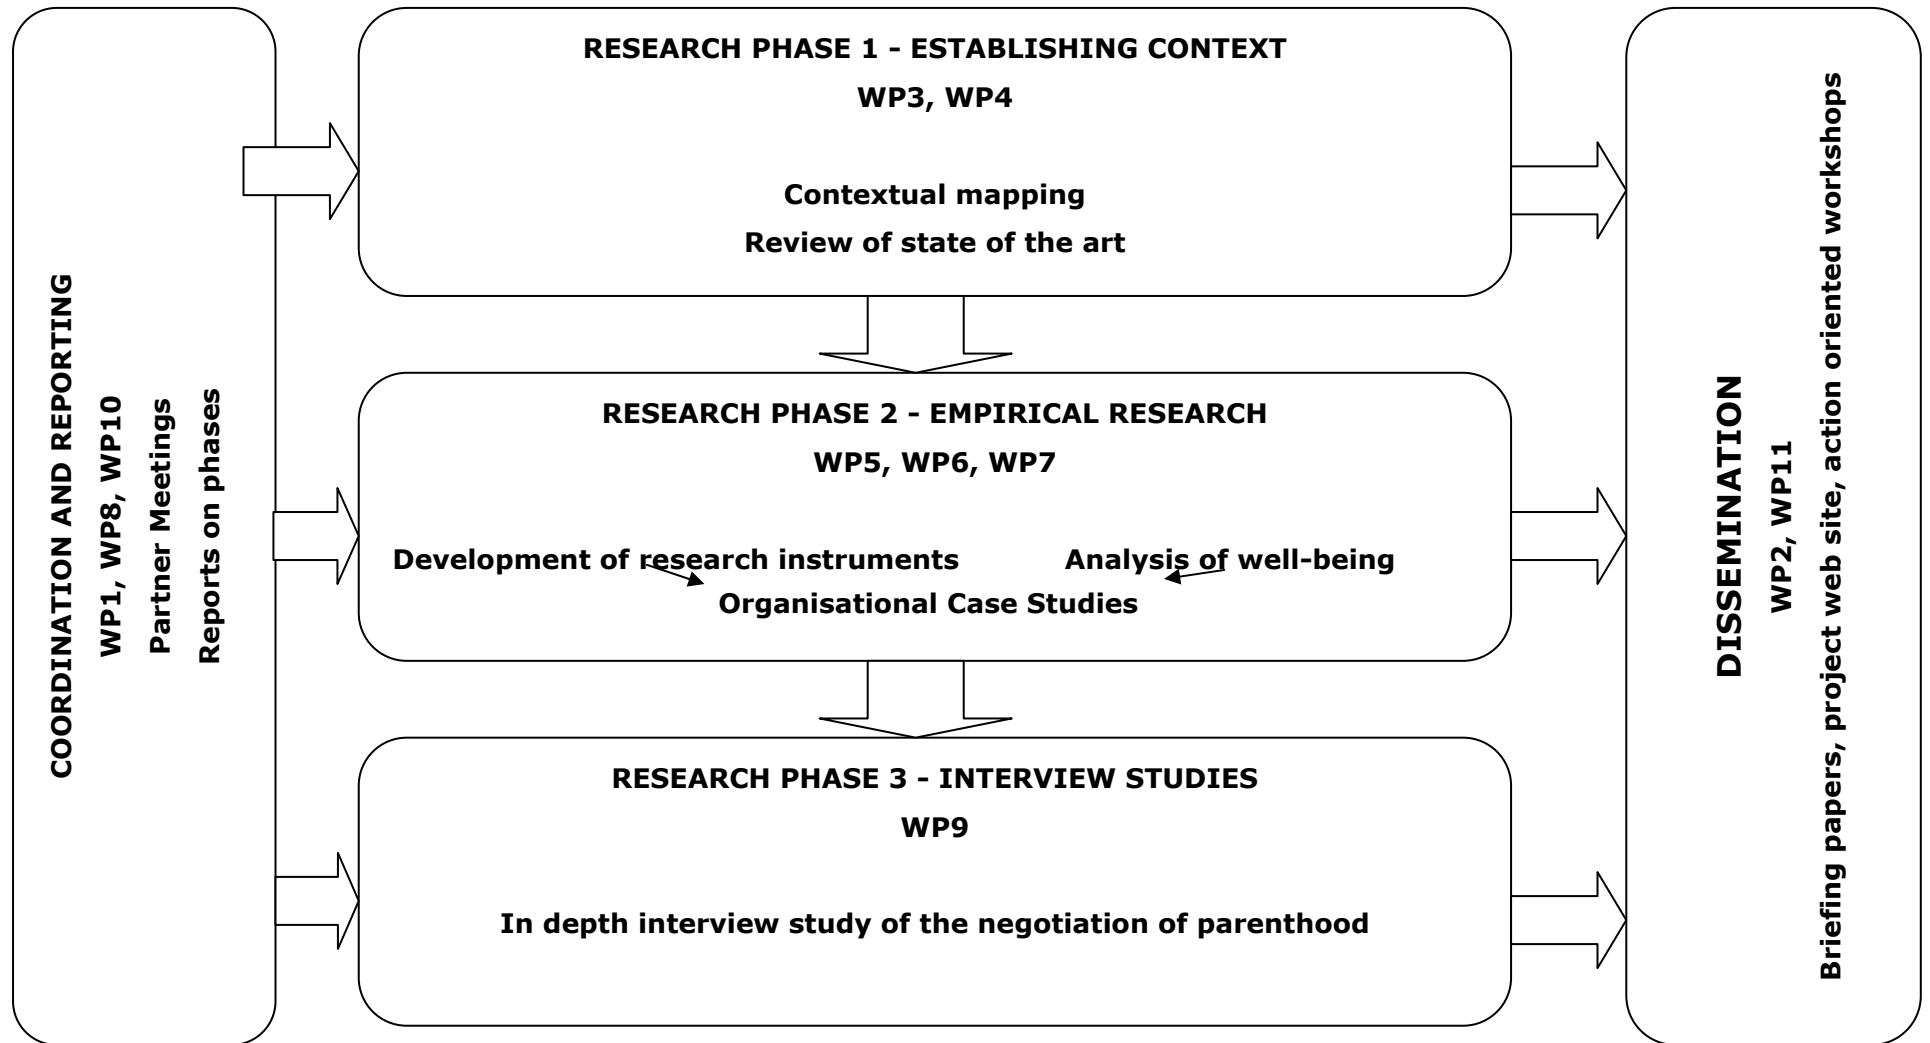 COORDINATION AND REPORTING
WP1, WP8, WP10
Partner Meetings
Reports on phases
RESEARCH PHASE 1 - ESTABLISHING CONTEXT
WP3, WP4
Contextual mapping
Review of state of the art
RESEARCH PHASE 2 - EMPIRICAL RESEARCH
WP5, WP6, WP7
Development of research instruments Analysis of well-being
Organisational Case Studies
RESEARCH PHASE 3 - INTERVIEW STUDIES
WP9
In depth interview study of the negotiation of parenthood
DISSEMINATION
WP2, WP11
Briefing papers, project web site, action oriented workshops